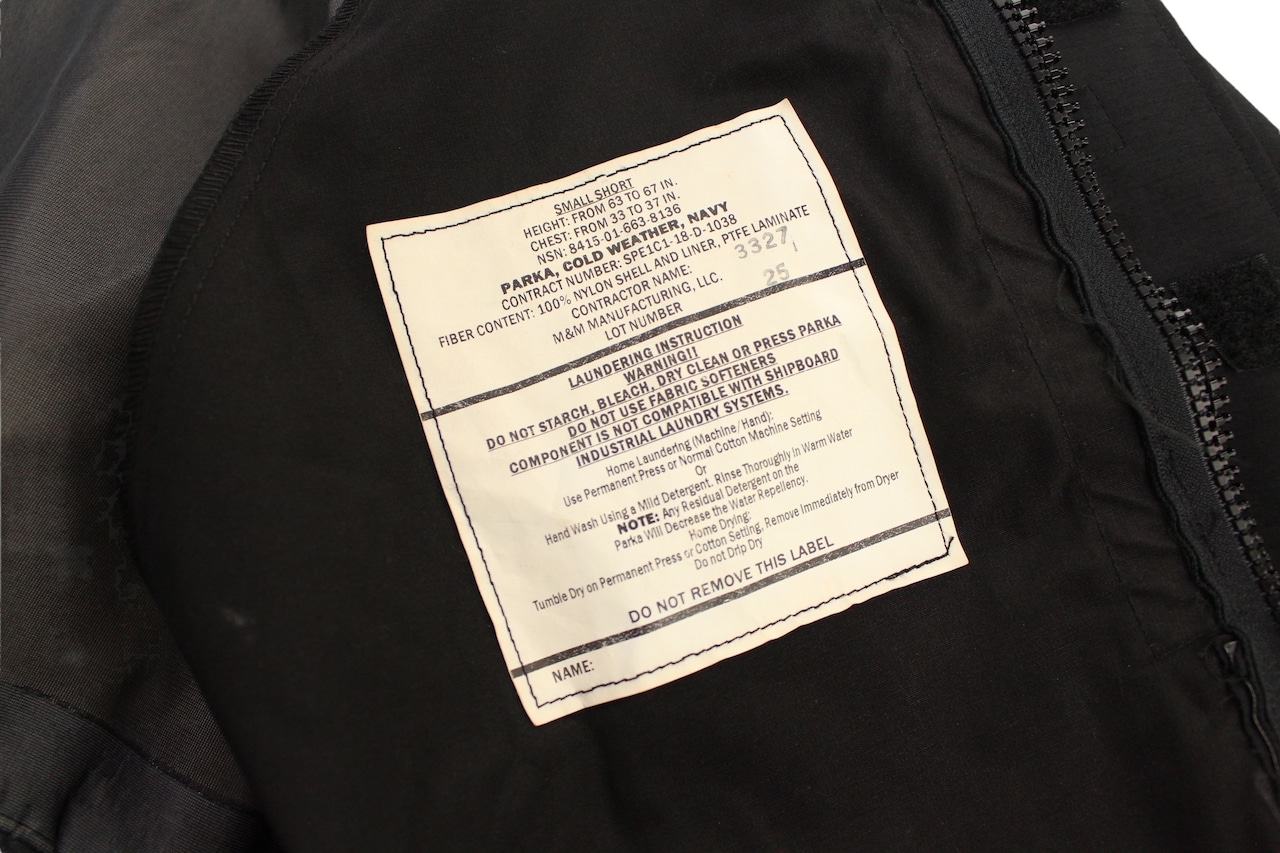 SMALL SHORT
HEIGHT: FROM 63 TO 67 IN.
CHEST: FROM 33 TO 37 IN.
NSN: 8415-01-663-8136
PARKA, COLD WEATHER, NAVY
CONTRACT NUMBER: SPE1C1-18-D-1038
FIBER CONTENT: 100% NYLON SHELL AND LINER, PTFE LAMINATE
CONTRACTOR NAME: 3327
M&M MANUFACTURING, LLC.
LOT NUMBER 25
LAUNDERING INSTRUCTION
WARNING!!
DO NOT STARCH, BLEACH, DRY CLEAN OR PRESS PARKA
DO NOT USE FABRIC SOFTENERS
COMPONENT IS NOT COMPATIBLE WITH SHIPBOARD
INDUSTRIAL LAUNDRY SYSTEMS.
Home Laundering (Machine/Hand):
Use Permanent Press or Normal Cotton Machine Setting
Or
Hand Wash Using a Mild Detergent. Rinse Thoroughly in Warm Water
NOTE: Any Residual Detergent on the
Parka Will Decrease the Water Repellency.
Home Drying:
Tumble Dry on Permanent Press or Cotton Setting, Remove Immediately from Dryer
Do not Drip Dry
DO NOT REMOVE THIS LABEL
NAME: